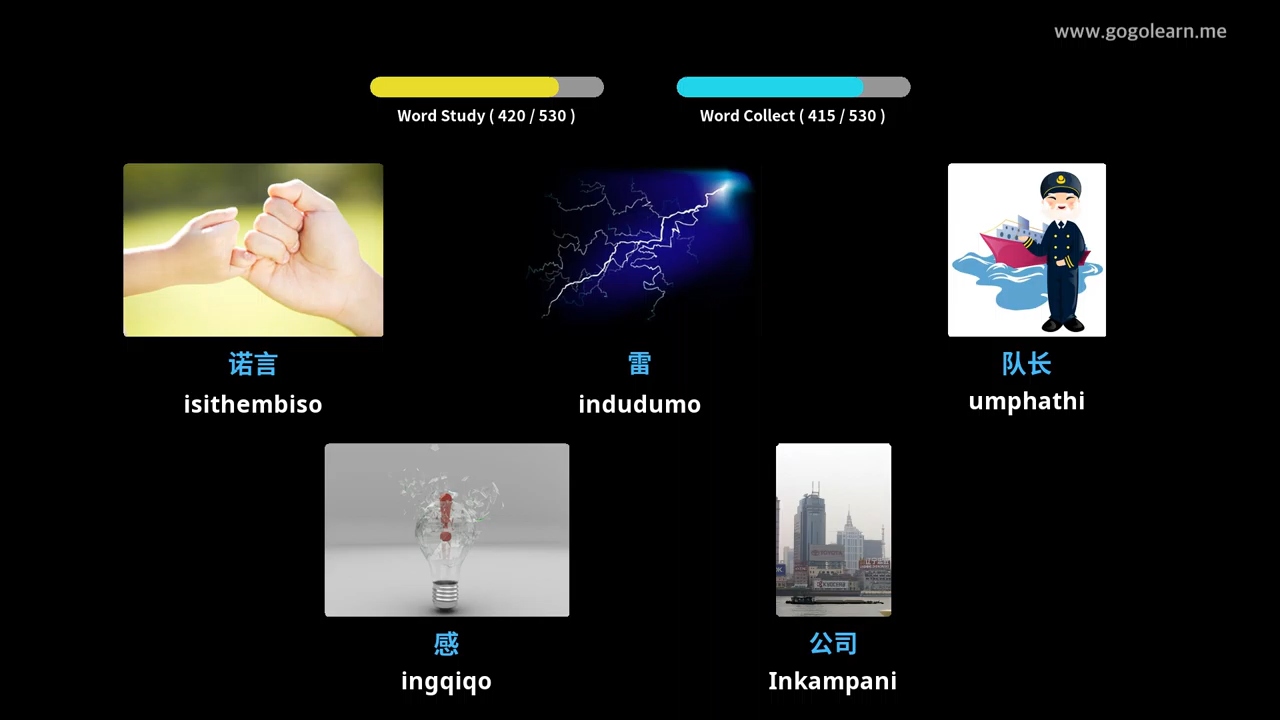 www.gogolearn.me
Word Study ( 420 / 530 )
Word Collect ( 415 / 530 )
诺言
isithembiso
雷
indudumo
队长
umphathi
感
ingqiqo
公司
Inkampani
TOYOTA